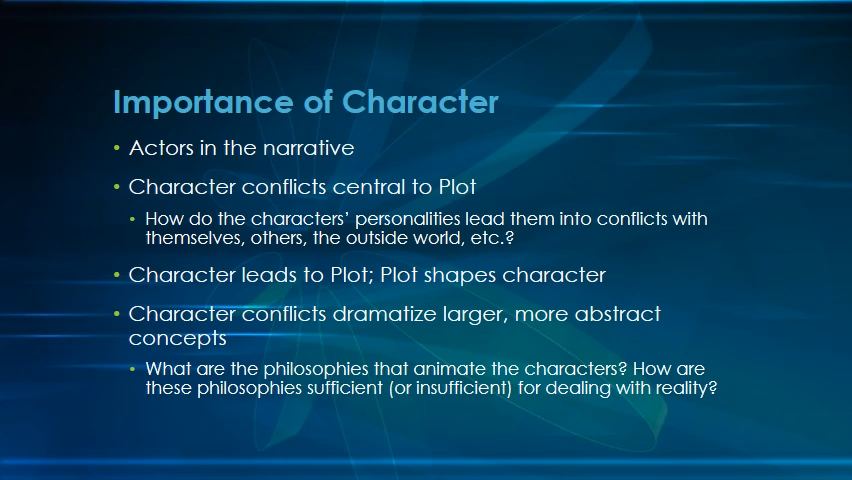 Importance of Character
• Actors in the narrative
• Character conflicts central to Plot
• How do the characters’ personalities lead them into conflicts with
themselves, others, the outside world, etc.?
• Character leads to Plot; Plot shapes character
• Character conflicts dramatize larger, more abstract
concepts
• What are the philosophies that animate the characters? How are
these philosophies sufficient (or insufficient) for dealing with reality?